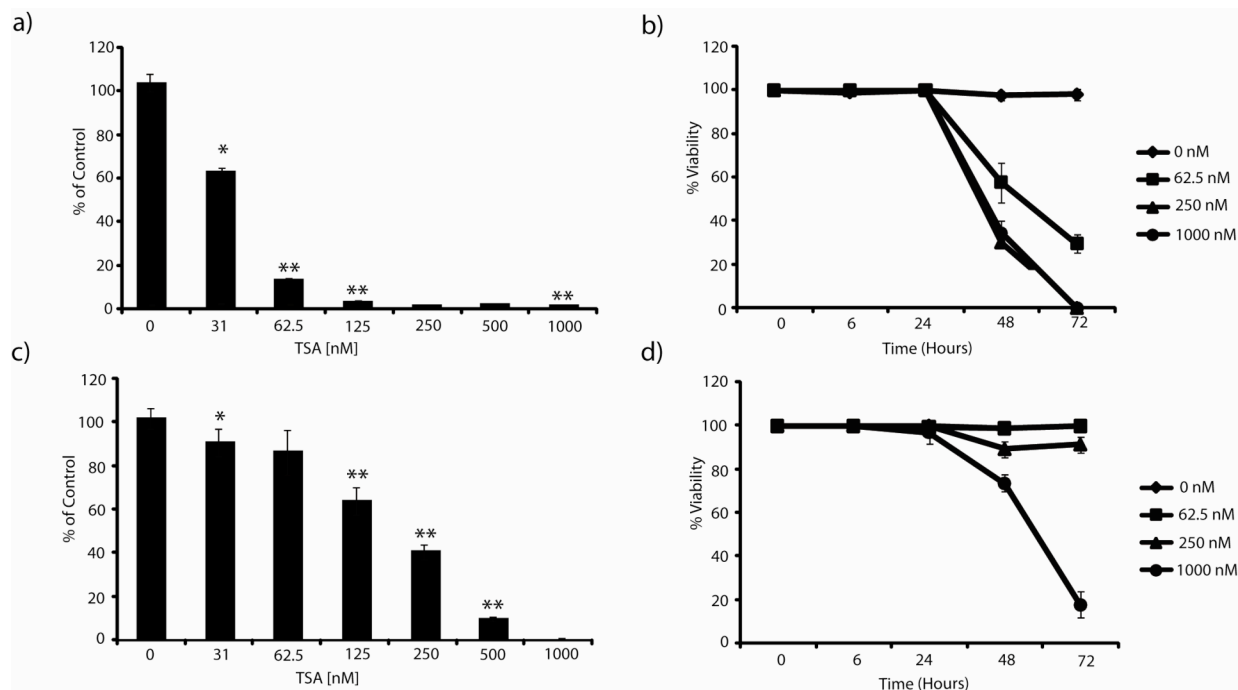 a)
120
100
80
60
40
20
0
% of Control
*
**
**
**
0 31 62.5 125 250 500 1000
TSA [nM]
b)
120
100
80
60
40
20
0
% Viability
0 6 24 48 72
Time (Hours)
0 nM
62.5 nM
250 nM
1000 nM
c)
120
100
80
60
40
20
0
% of Control
*
**
**
**
0 31 62.5 125 250 500 1000
TSA [nM]
d)
120
100
80
60
40
20
0
% Viability
0 6 24 48 72
Time (Hours)
0 nM
62.5 nM
250 nM
1000 nM